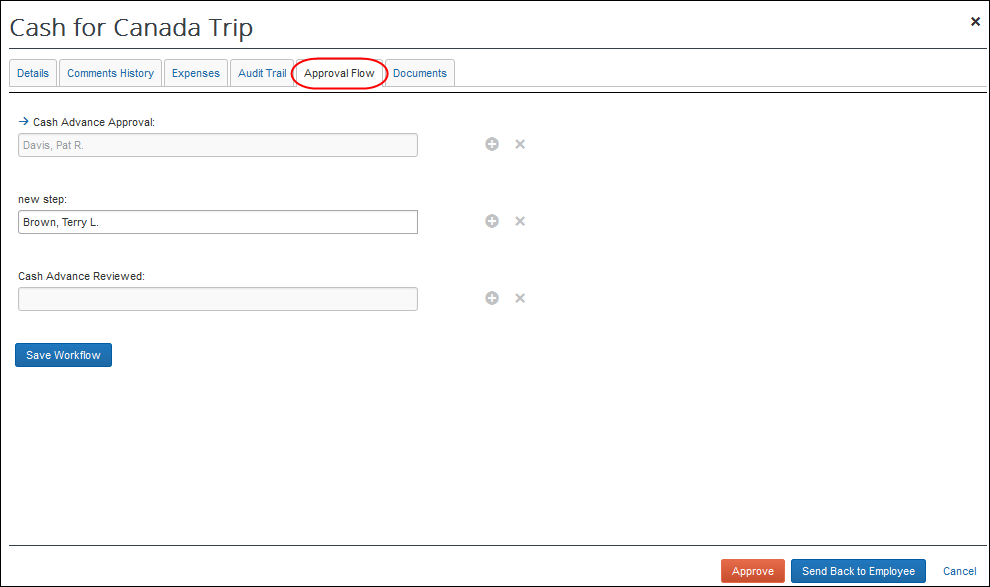 Cash for Canada Trip
Details Comments History Expenses Audit Trail Approval Flow Documents
Cash Advance Approval:
Davis, Pat R.
new step:
Brown, Terry L.
Cash Advance Reviewed:
Save Workflow
Approve Send Back to Employee Cancel